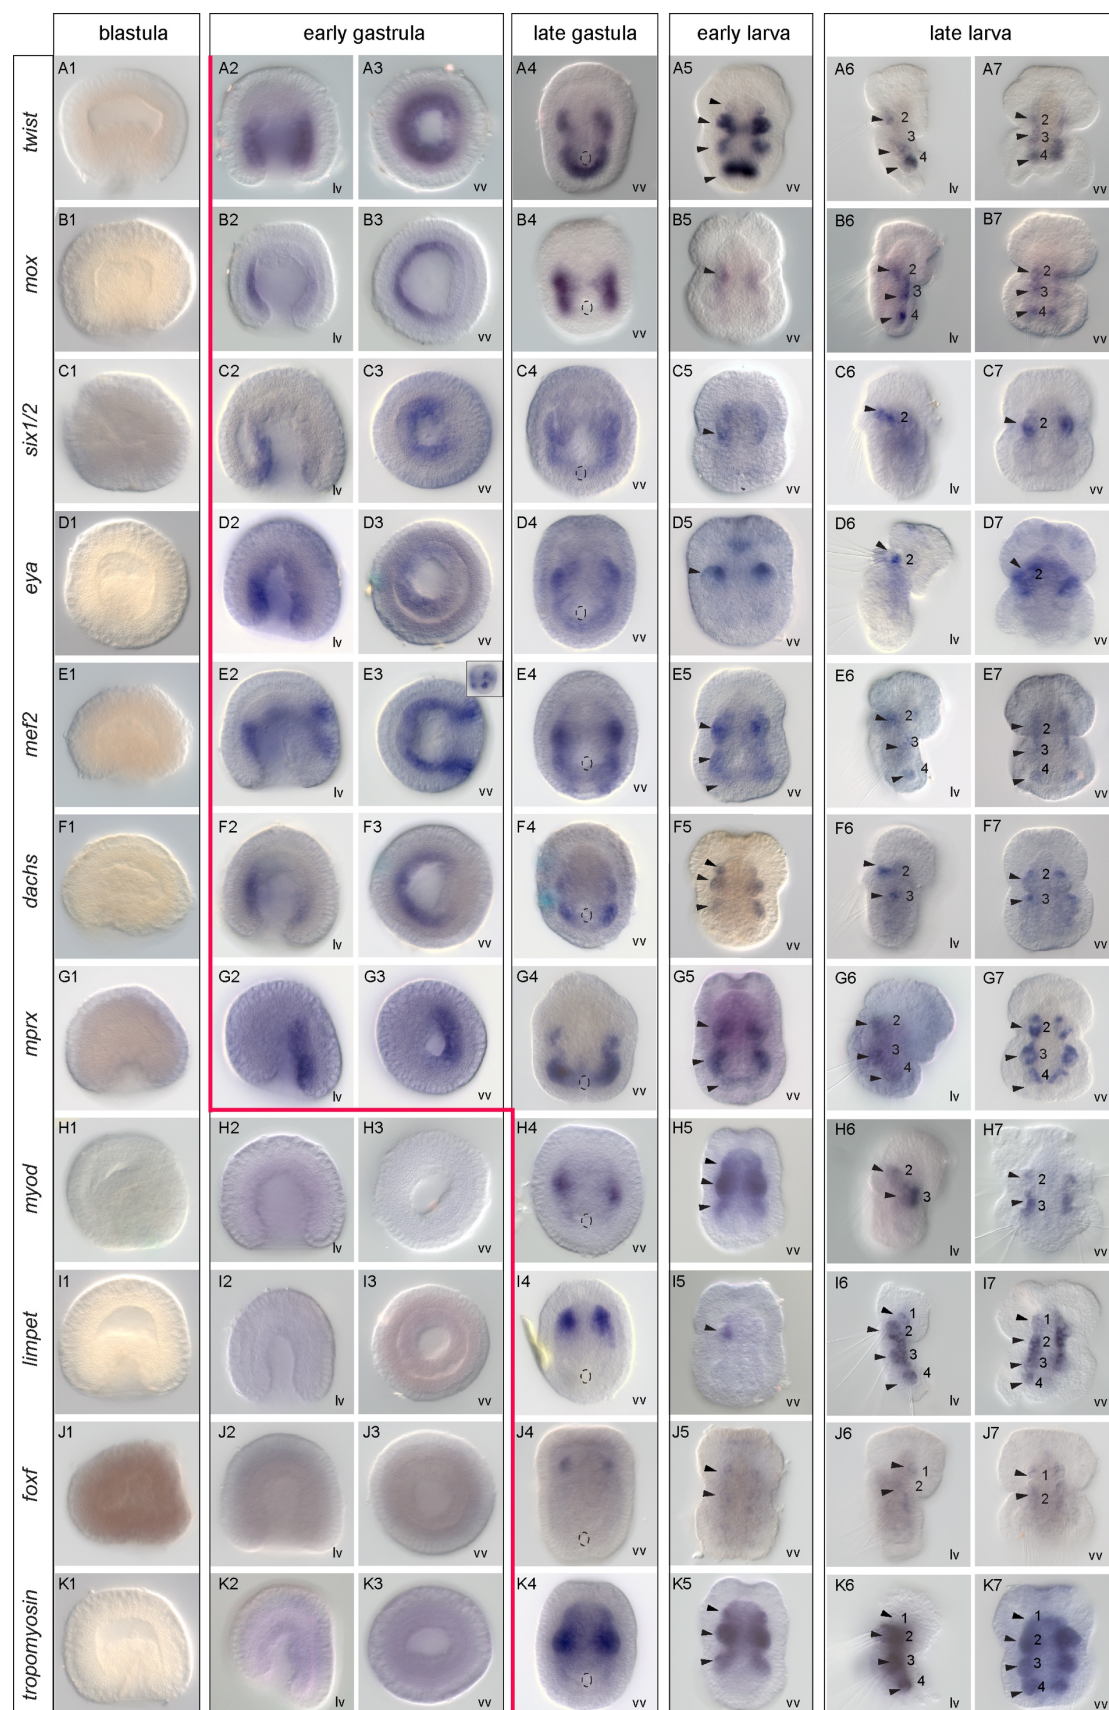 blastula early gastrula late gastula early larva late larva
twist
A1 A2 A3 A4 A5 A6 A7
2 2
3 3
4 4
lv vv vv vv lv vv
mox
B1 B2 B3 B4 B5 B6 B7
2 2
3 3
4 4
lv vv vv vv lv vv
six1/2
C1 C2 C3 C4 C5 C6 C7
2 2
lv vv vv vv lv vv
eya
D1 D2 D3 D4 D5 D6 D7
2 2
lv vv vv vv lv vv
mef2
E1 E2 E3 E4 E5 E6 E7
2 2
3 3
4 4
lv vv vv vv lv vv
dachs
F1 F2 F3 F4 F5 F6 F7
2 2
3 3
lv vv vv vv lv vv
mprx
G1 G2 G3 G4 G5 G6 G7
2 2
3 3
4 4
lv vv vv vv lv vv
myod
H1 H2 H3 H4 H5 H6 H7
2 2
3 3
lv vv vv vv lv vv
limpet
I1 I2 I3 I4 I5 I6 I7
1 1
2 2
3 3
4 4
lv vv vv vv lv vv
foxf
J1 J2 J3 J4 J5 J6 J7
1 1
2 2
lv vv vv vv lv vv
tropomyosin
K1 K2 K3 K4 K5 K6 K7
1 1
2 2
3 3
4 4
lv vv vv vv lv vv